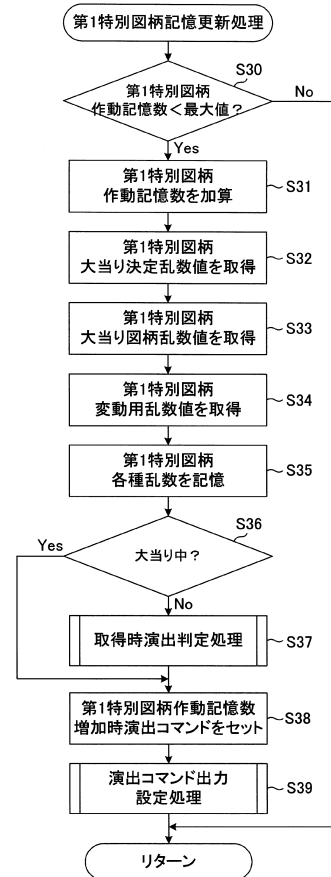 第1特別図柄記憶更新処理
S30
第1特別図柄
作動記憶数<最大値?
No
Yes
第1特別図柄
作動記憶数を加算
S31
第1特別図柄
大当り決定乱数値を取得
S32
第1特別図柄
大当り図柄乱数値を取得
S33
第1特別図柄
変動用乱数値を取得
S34
第1特別図柄
各種乱数を記憶
S35
S36
Yes
大当り中?
No
取得時演出判定処理
S37
第1特別図柄作動記憶数
増加時演出コマンドをセット
S38
演出コマンド出力
設定処理
S39
リターン